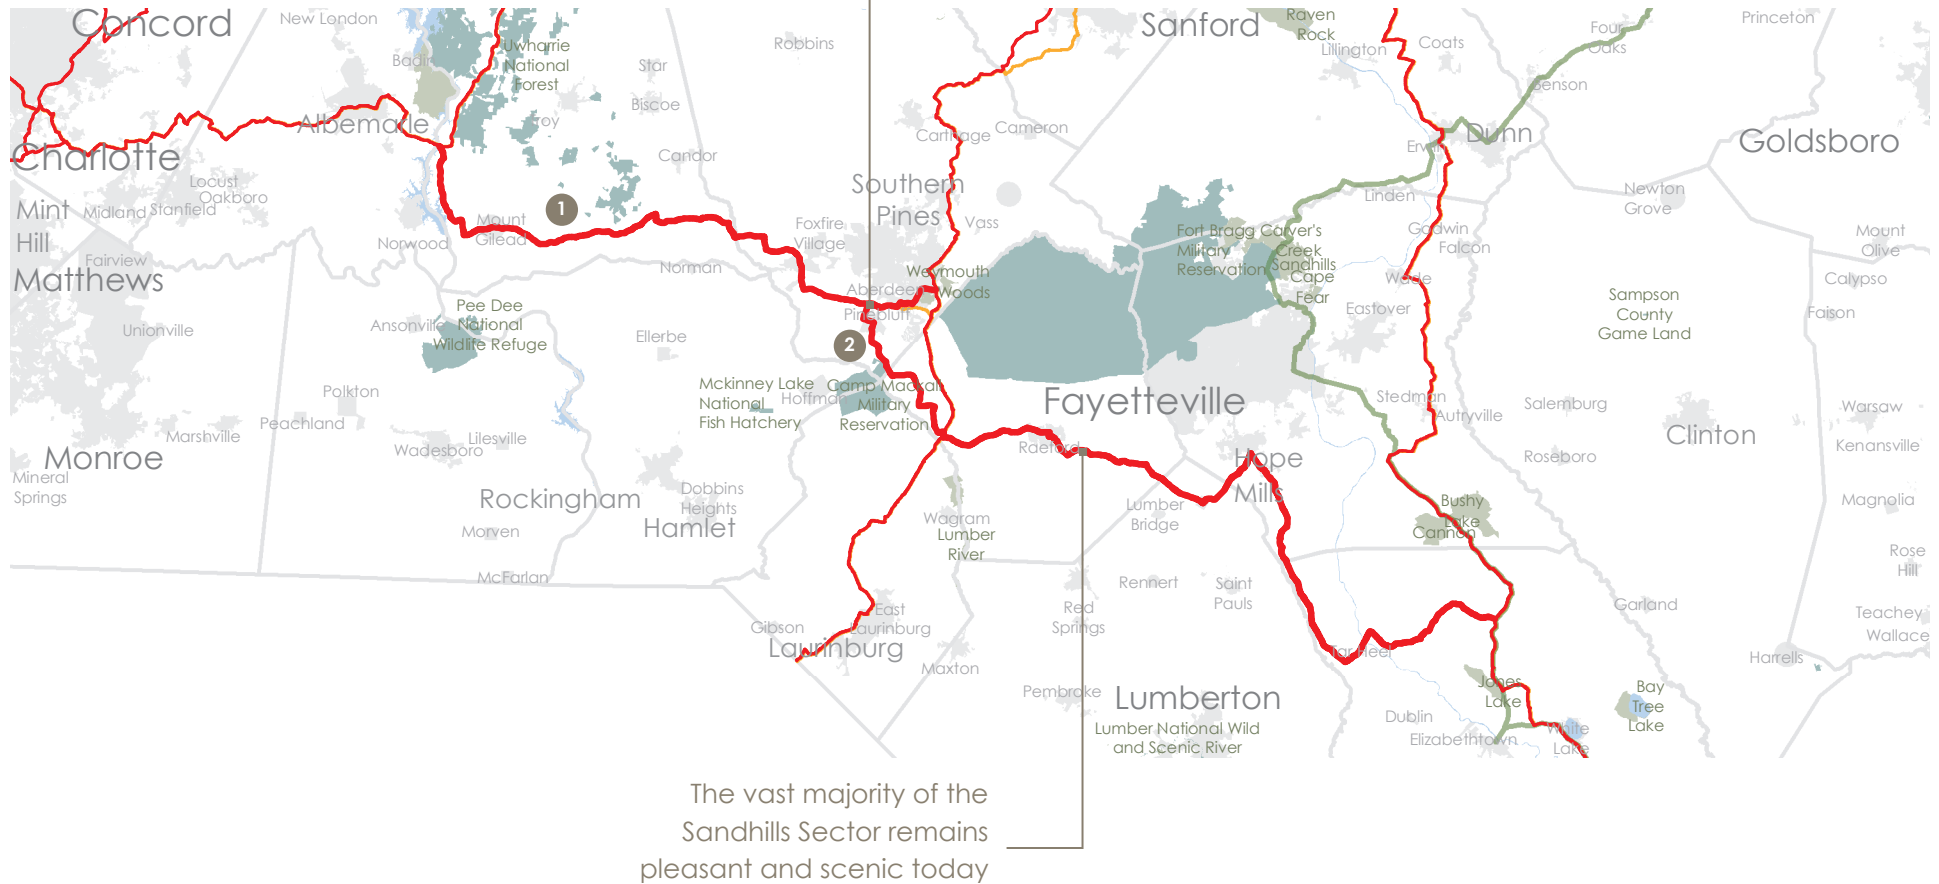 Concord
New London
Robbins
Sanford
Raven
Rock
Lillington
Coats
Four
Oaks
Princeton
Badin
Uwharrie
National
Forest
Star
Biscoe
Benson
Albemarle
Troy
Carthage
Cameron
Erwin
Dunn
Goldsboro
Charlotte
Candor
Locust
Oakboro
Southern
Pines
Linden
Newton
Grove
Mint
Hill
Midland
Stanfield
1
Mount
Gilead
Foxfire
Village
Vass
Fort Bragg
Military
Reservation
Carver's
Creek
Sandhills
Godwin
Falcon
Mount
Olive
Norwood
Fairview
Matthews
Norman
Weymouth
Woods
Cape
Fear
Wade
Calypso
Aberdeen
Pinebluff
Pee Dee
National
Wildlife Refuge
Ansonville
Unionville
Ellerbe
Eastover
Sampson
County
Game Land
Faison
2
Mckinney Lake
National
Fish Hatchery
Hoffman
Camp Mackall
Military
Reservation
Fayetteville
Stedman
Autryville
Salemburg
Warsaw
Polkton
Peachland
Marshville
Wadesboro
Lilesville
Raeford
Hope
Mills
Clinton
Kenansville
Monroe
Roseboro
Mineral
Springs
Rockingham
Dobbins
Heights
Hamlet
Wagram
Lumber
River
Lumber
Bridge
Bushy
Lake
Cannon
Magnolia
Morven
McFarlan
Rennert
Saint
Pauls
Rose
Hill
Red
Springs
Garland
Teachey
Wallace
Gibson
East
Laurinburg
Laurinburg
Maxton
Tar Heel
Harrells
Pembroke
Lumberton
Jones
Lake
Bay
Tree
Lake
Lumber National Wild
and Scenic River
Dublin
Elizabethtown
White
Lake
The vast majority of the
Sandhills Sector remains
pleasant and scenic today